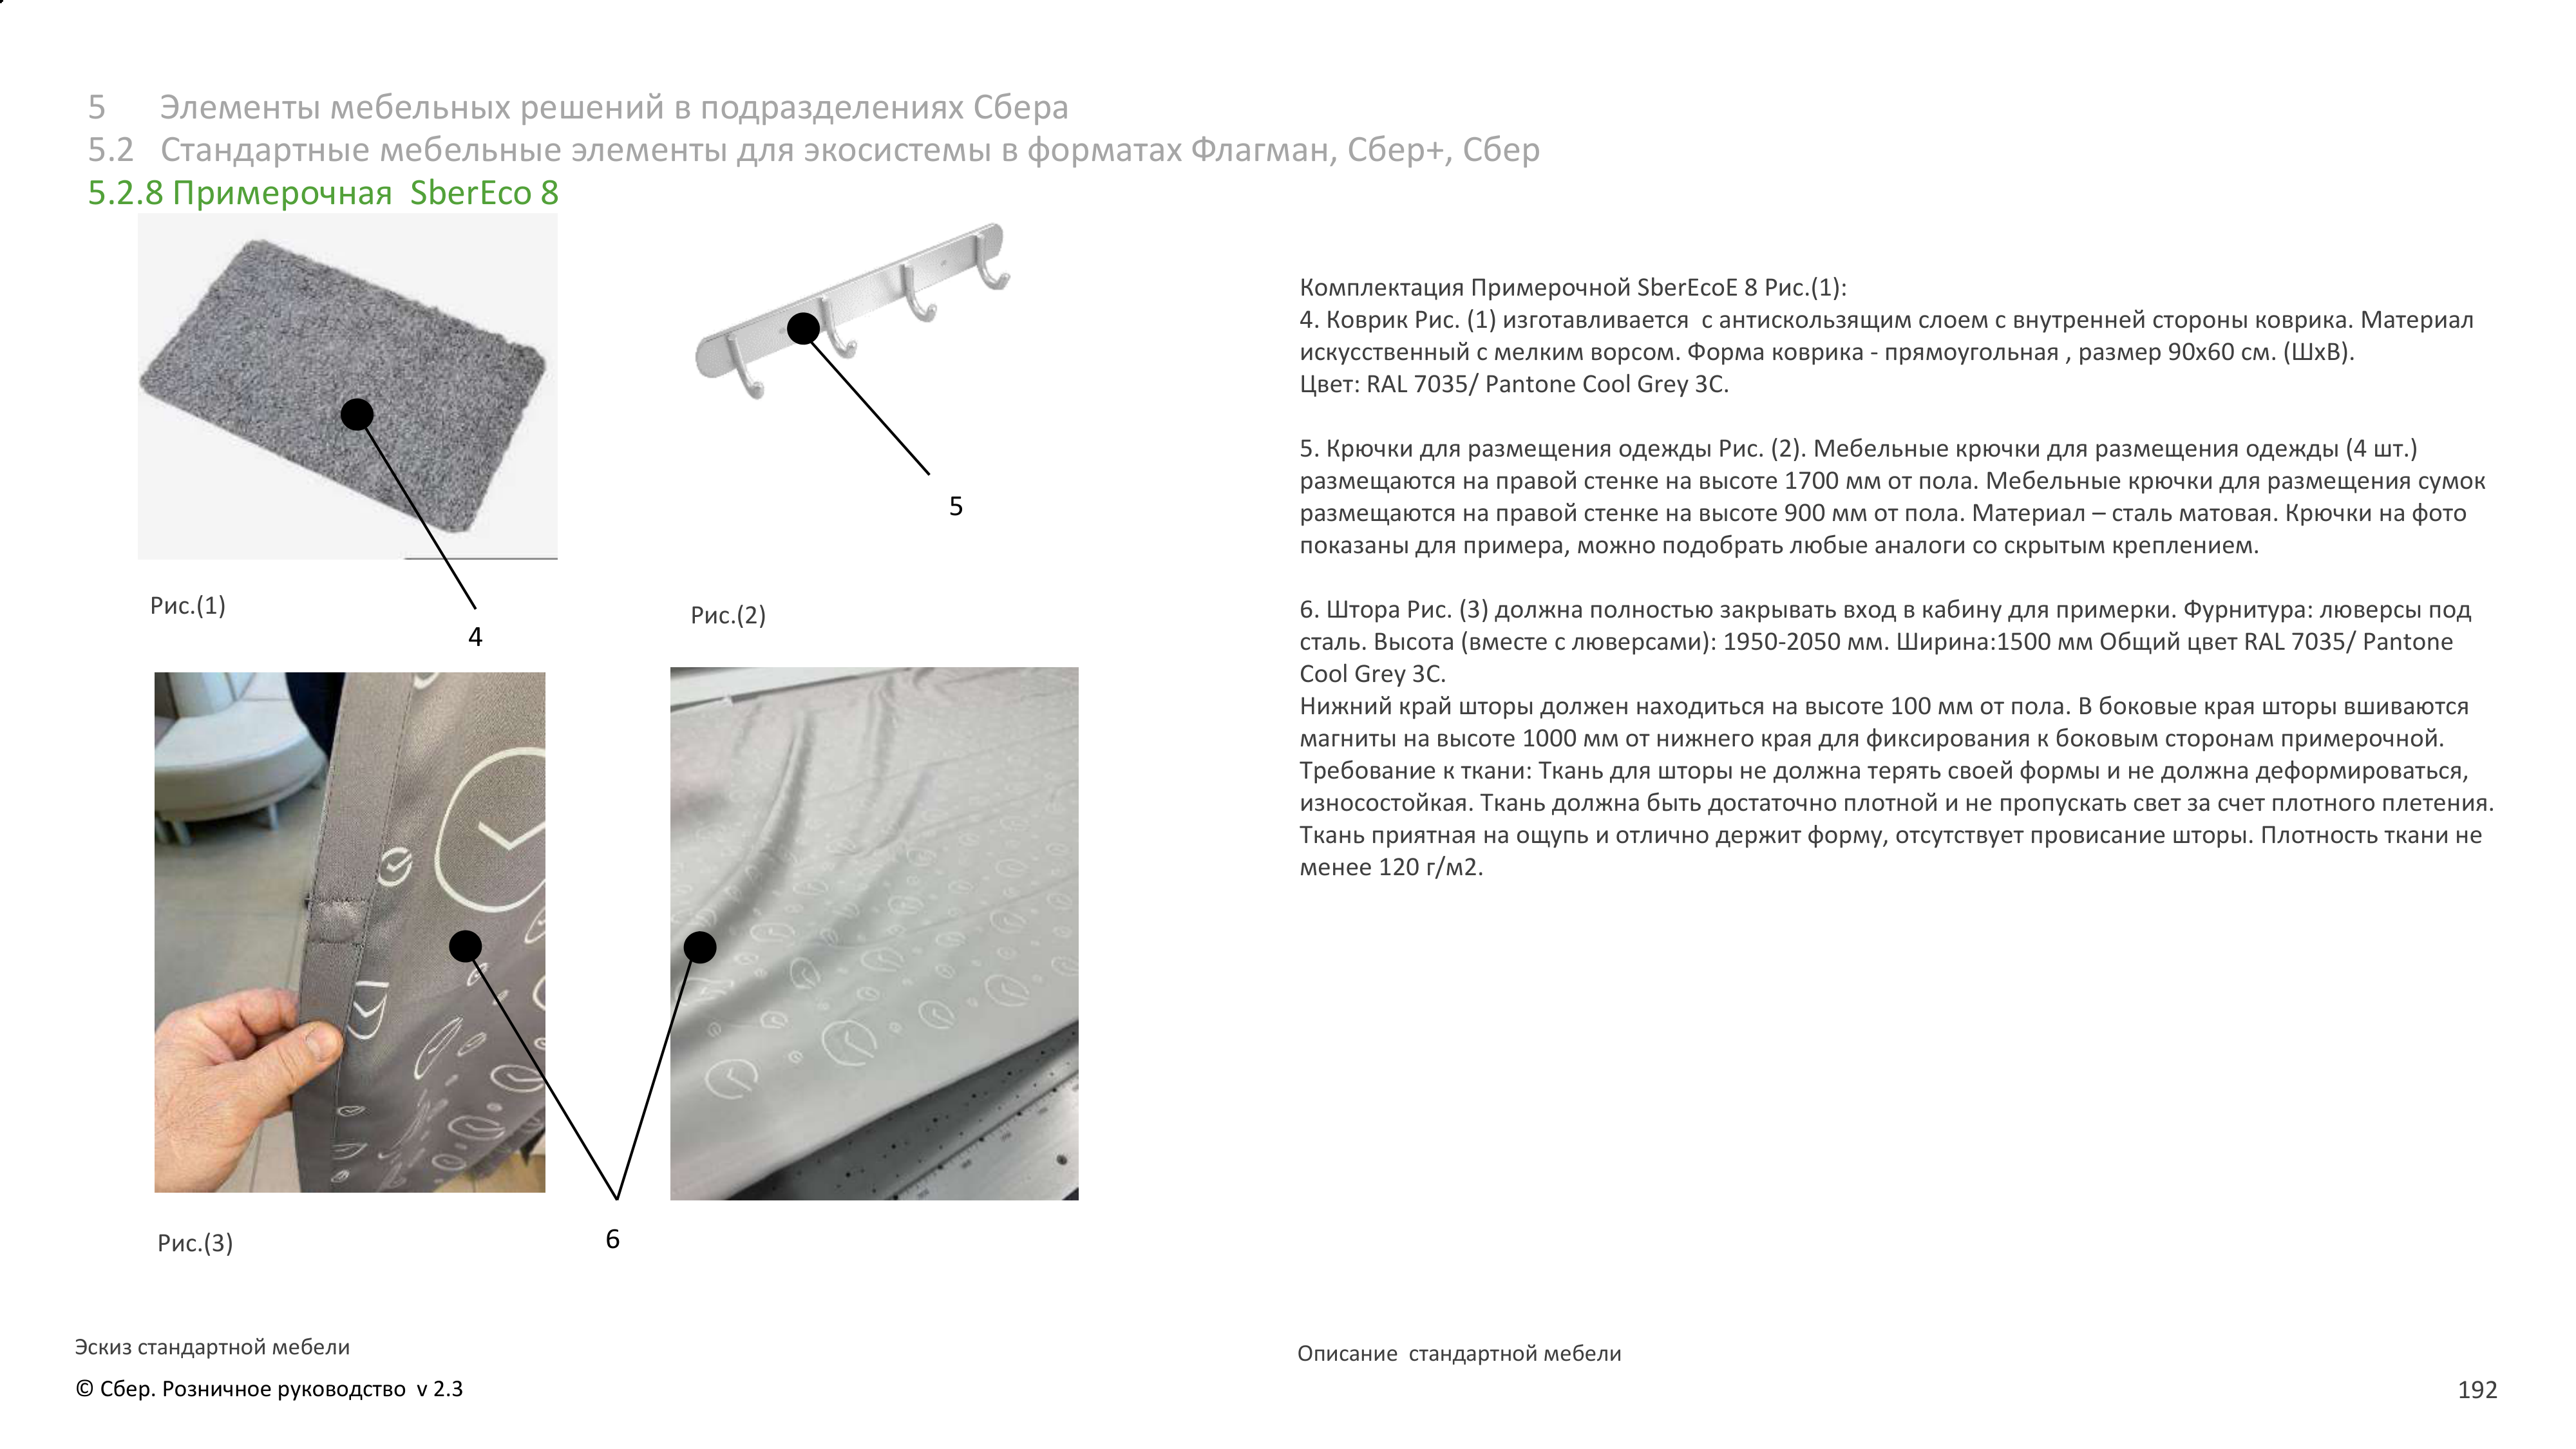 5 Элементы мебельных решений в подразделениях Сбера
5.2 Стандартные мебельные элементы для экосистемы в форматах Флагман, Сбер+, Сбер
5.2.8 Примерочная SberEco 8
5
Рис.(1)
Рис.(2)
4
Рис.(3)
6
Комплектация Примерочной SberEcoE 8 Рис.(1):
4. Коврик Рис. (1) изготавливается с антискользящим слоем с внутренней стороны коврика. Материал
искусственный с мелким ворсом. Форма коврика - прямоугольная , размер 90х60 см. (ШхВ).
Цвет: RAL 7035/ Pantone Cool Grey 3C.
5. Крючки для размещения одежды Рис. (2). Мебельные крючки для размещения одежды (4 шт.)
размещаются на правой стенке на высоте 1700 мм от пола. Мебельные крючки для размещения сумок
размещаются на правой стенке на высоте 900 мм от пола. Материал – сталь матовая. Крючки на фото
показаны для примера, можно подобрать любые аналоги со скрытым креплением.
6. Штора Рис. (3) должна полностью закрывать вход в кабину для примерки. Фурнитура: люверсы под
сталь. Высота (вместе с люверсами): 1950-2050 мм. Ширина:1500 мм Общий цвет RAL 7035/ Pantone
Cool Grey 3C.
Нижний край шторы должен находиться на высоте 100 мм от пола. В боковые края шторы вшиваются
магниты на высоте 1000 мм от нижнего края для фиксирования к боковым сторонам примерочной.
Требование к ткани: Ткань для шторы не должна терять своей формы и не должна деформироваться,
износостойкая. Ткань должна быть достаточно плотной и не пропускать свет за счет плотного плетения.
Ткань приятная на ощупь и отлично держит форму, отсутствует провисание шторы. Плотность ткани не
менее 120 г/м2.
Эскиз стандартной мебели
Описание стандартной мебели
© Сбер. Розничное руководство v 2.3
192